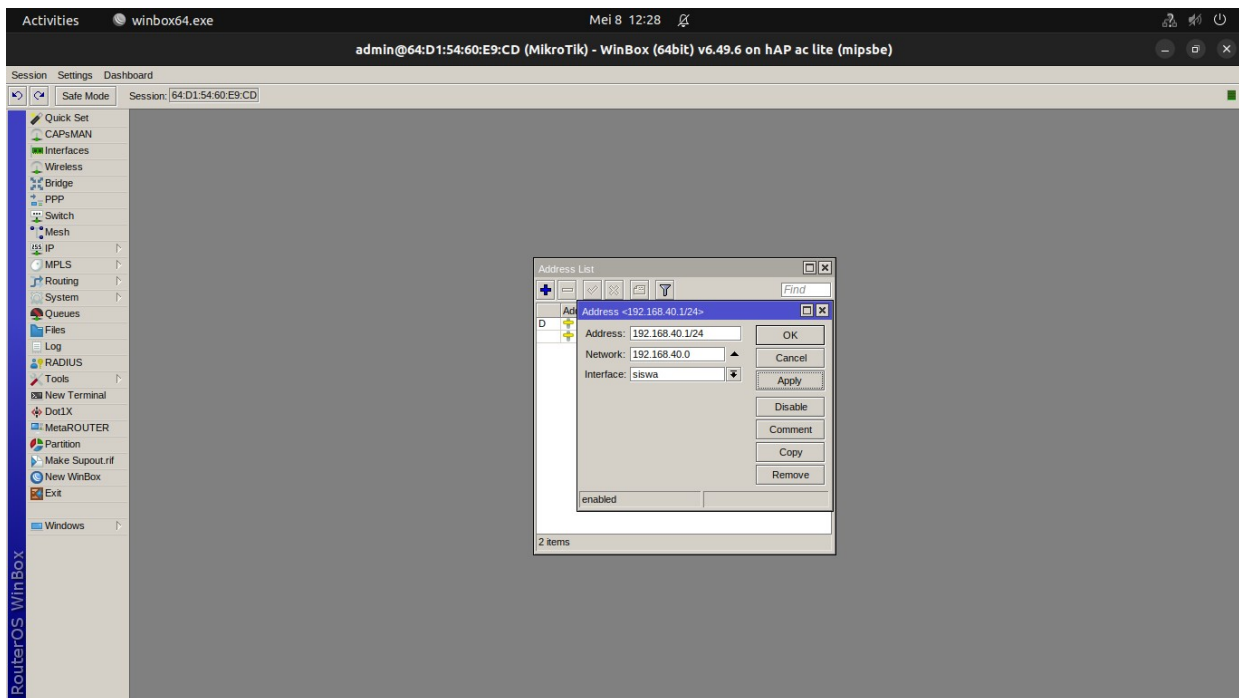 Activities winbox64.exe Mei 8 12:28
admin@64:D1:54:60:E9:CD (MikroTik) - WinBox (64bit) v6.49.6 on hAP ac lite (mipsbe)
Session Settings Dashboard
Safe Mode Session: 64:D1:54:60:E9:CD
Quick Set
CAPsMAN
Interfaces
Wireless
Bridge
PPP
Switch
Mesh
IP
MPLS
Routing
System
Queues
Files
Log
RADIUS
Tools
New Terminal
Dot1X
MetaROUTER
Partition
Make Supout.rif
New WinBox
Exit
Windows
RouterOS WinBox
Address List
Find
D
Address <192.168.40.1/24>
Address: 192.168.40.1/24
Network: 192.168.40.0
Interface: siswa
OK
Cancel
Apply
Disable
Comment
Copy
Remove
enabled
2 items